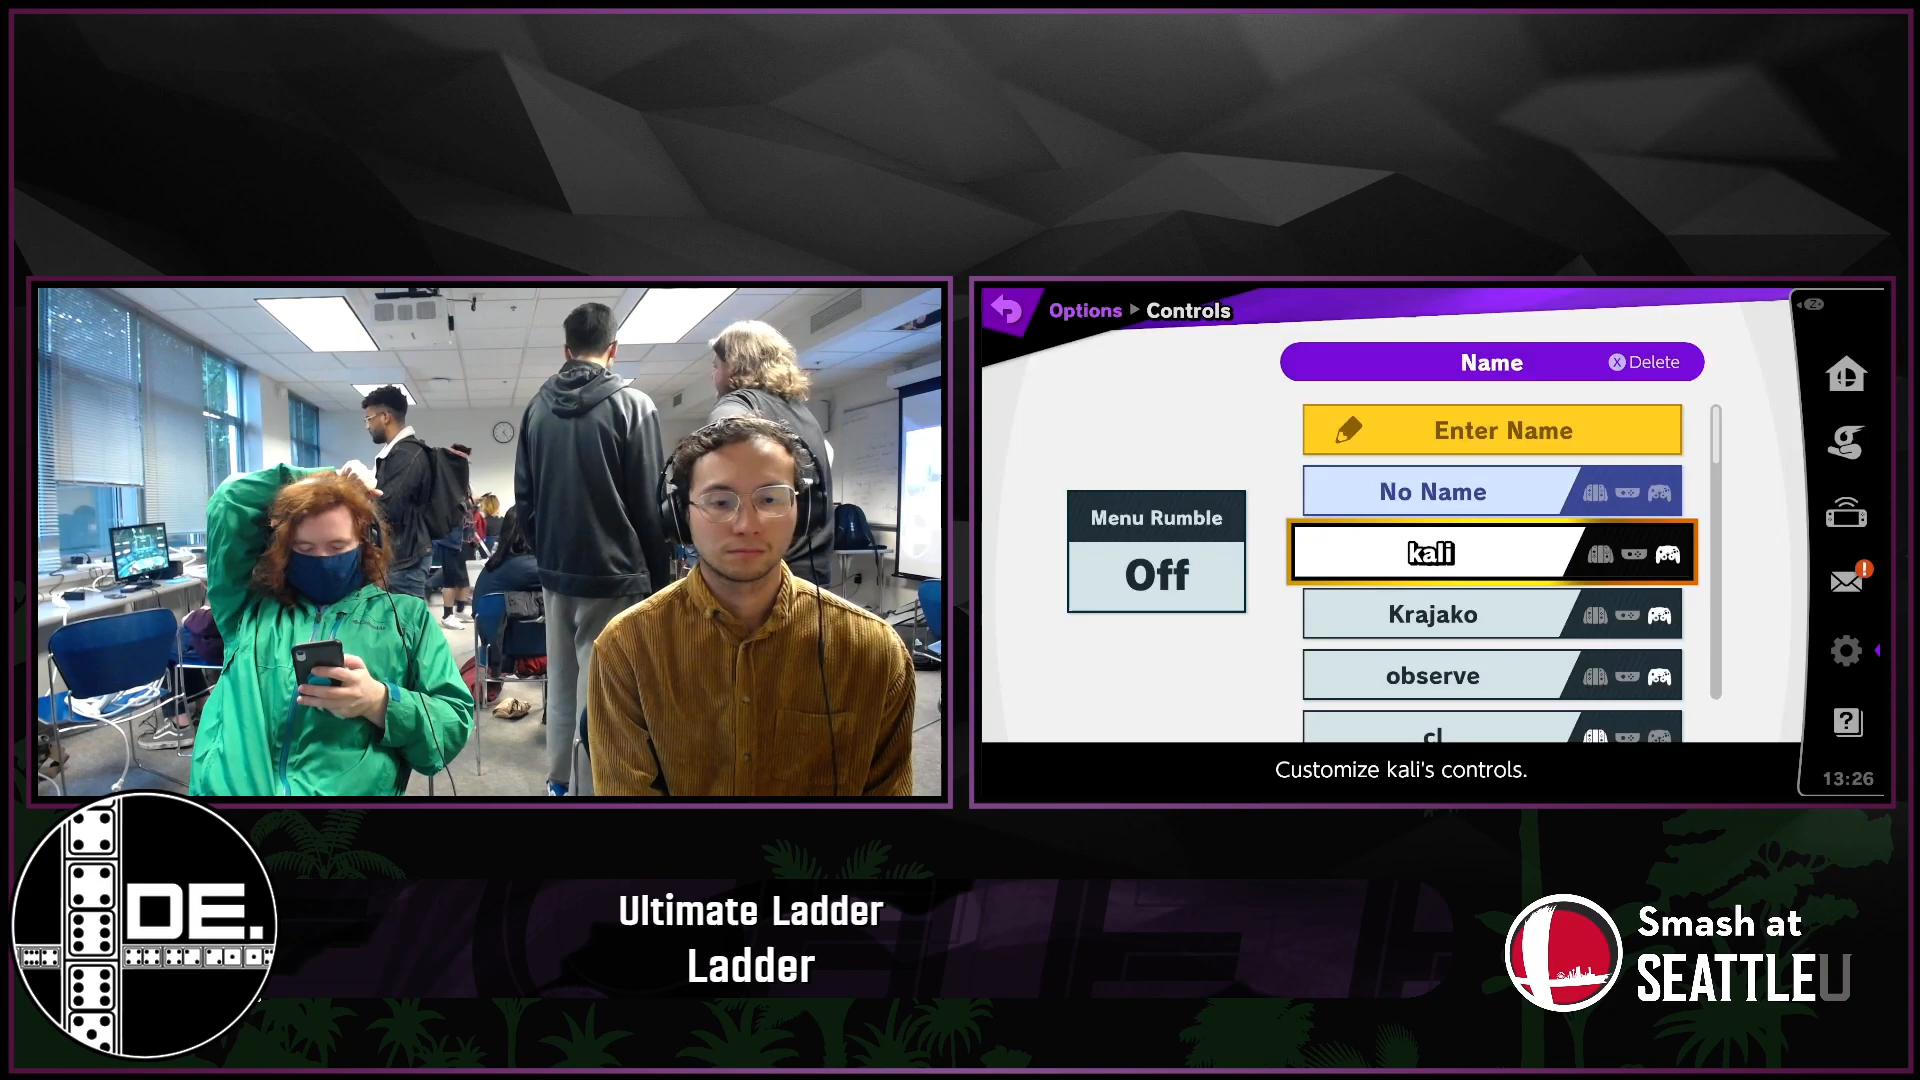 Options ▸ Controls
Name
X Delete
Enter Name
No Name
Menu Rumble
Off
kali
Krajako
observe
cl
Customize kali's controls.
13:26
DE.
Ultimate Ladder
Ladder
Smash at
SEATTLEU